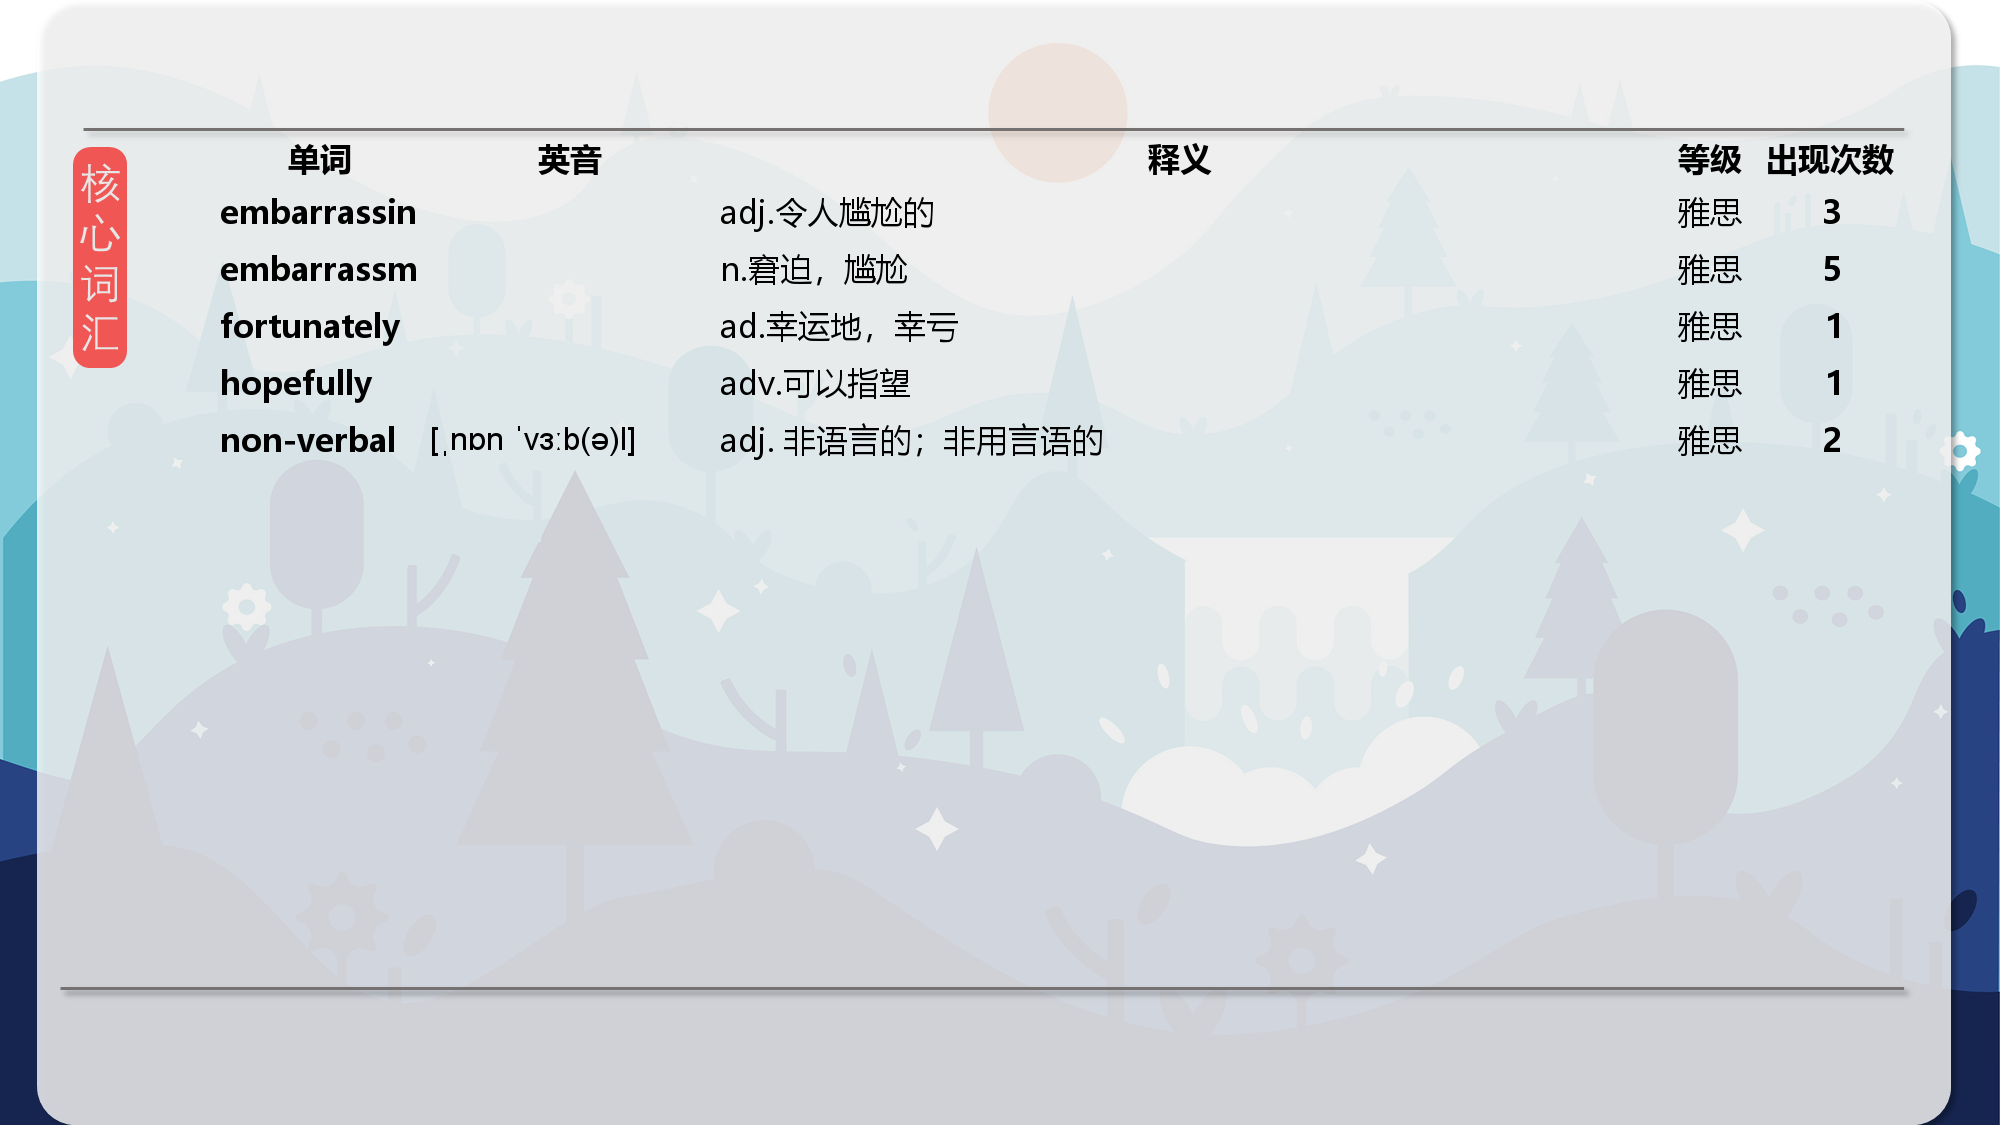 核心词汇
单词 英音 释义 等级 出现次数
embarrassin adj.令人尴尬的 雅思 3
embarrassm n.窘迫，尴尬 雅思 5
fortunately ad.幸运地，幸亏 雅思 1
hopefully adv.可以指望 雅思 1
non-verbal [ˌnɒn ˈvɜːb(ə)l] adj. 非语言的；非用言语的 雅思 2